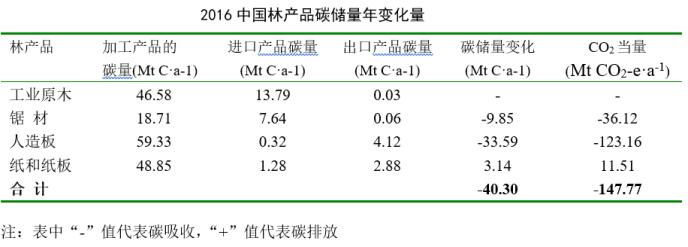 2016 中国林产品碳储量年变化量
林产品 加工产品的 进口产品碳量 出口产品碳量 碳储量变化 CO2 当量
碳量(Mt C·a-1) (Mt C·a-1) (Mt C·a-1) (Mt C·a-1) (Mt CO2-e·a-1)
工业原木 46.58 13.79 0.03 - -
锯 材 18.71 7.64 0.06 -9.85 -36.12
人造板 59.33 0.32 4.12 -33.59 -123.16
纸和纸板 48.85 1.28 2.88 3.14 11.51
合 计 -40.30 -147.77
注：表中“-”值代表碳吸收，“+”值代表碳排放